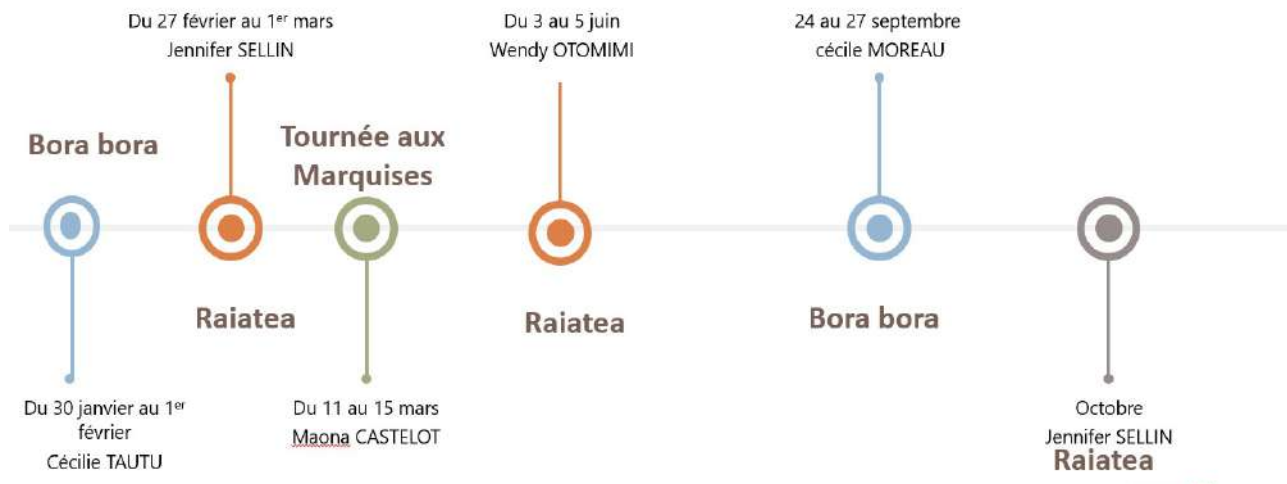 Du 27 février au 1er mars
Jennifer SELLIN
Du 3 au 5 juin
Wendy OTOMIMI
24 au 27 septembre
cécile MOREAU
Bora bora
Tournée aux
Marquises
Raiatea
Raiatea
Bora bora
Du 30 janvier au 1er
février
Cécilie TAUTU
Du 11 au 15 mars
Maona CASTELOT
Octobre
Jennifer SELLIN
Raiatea